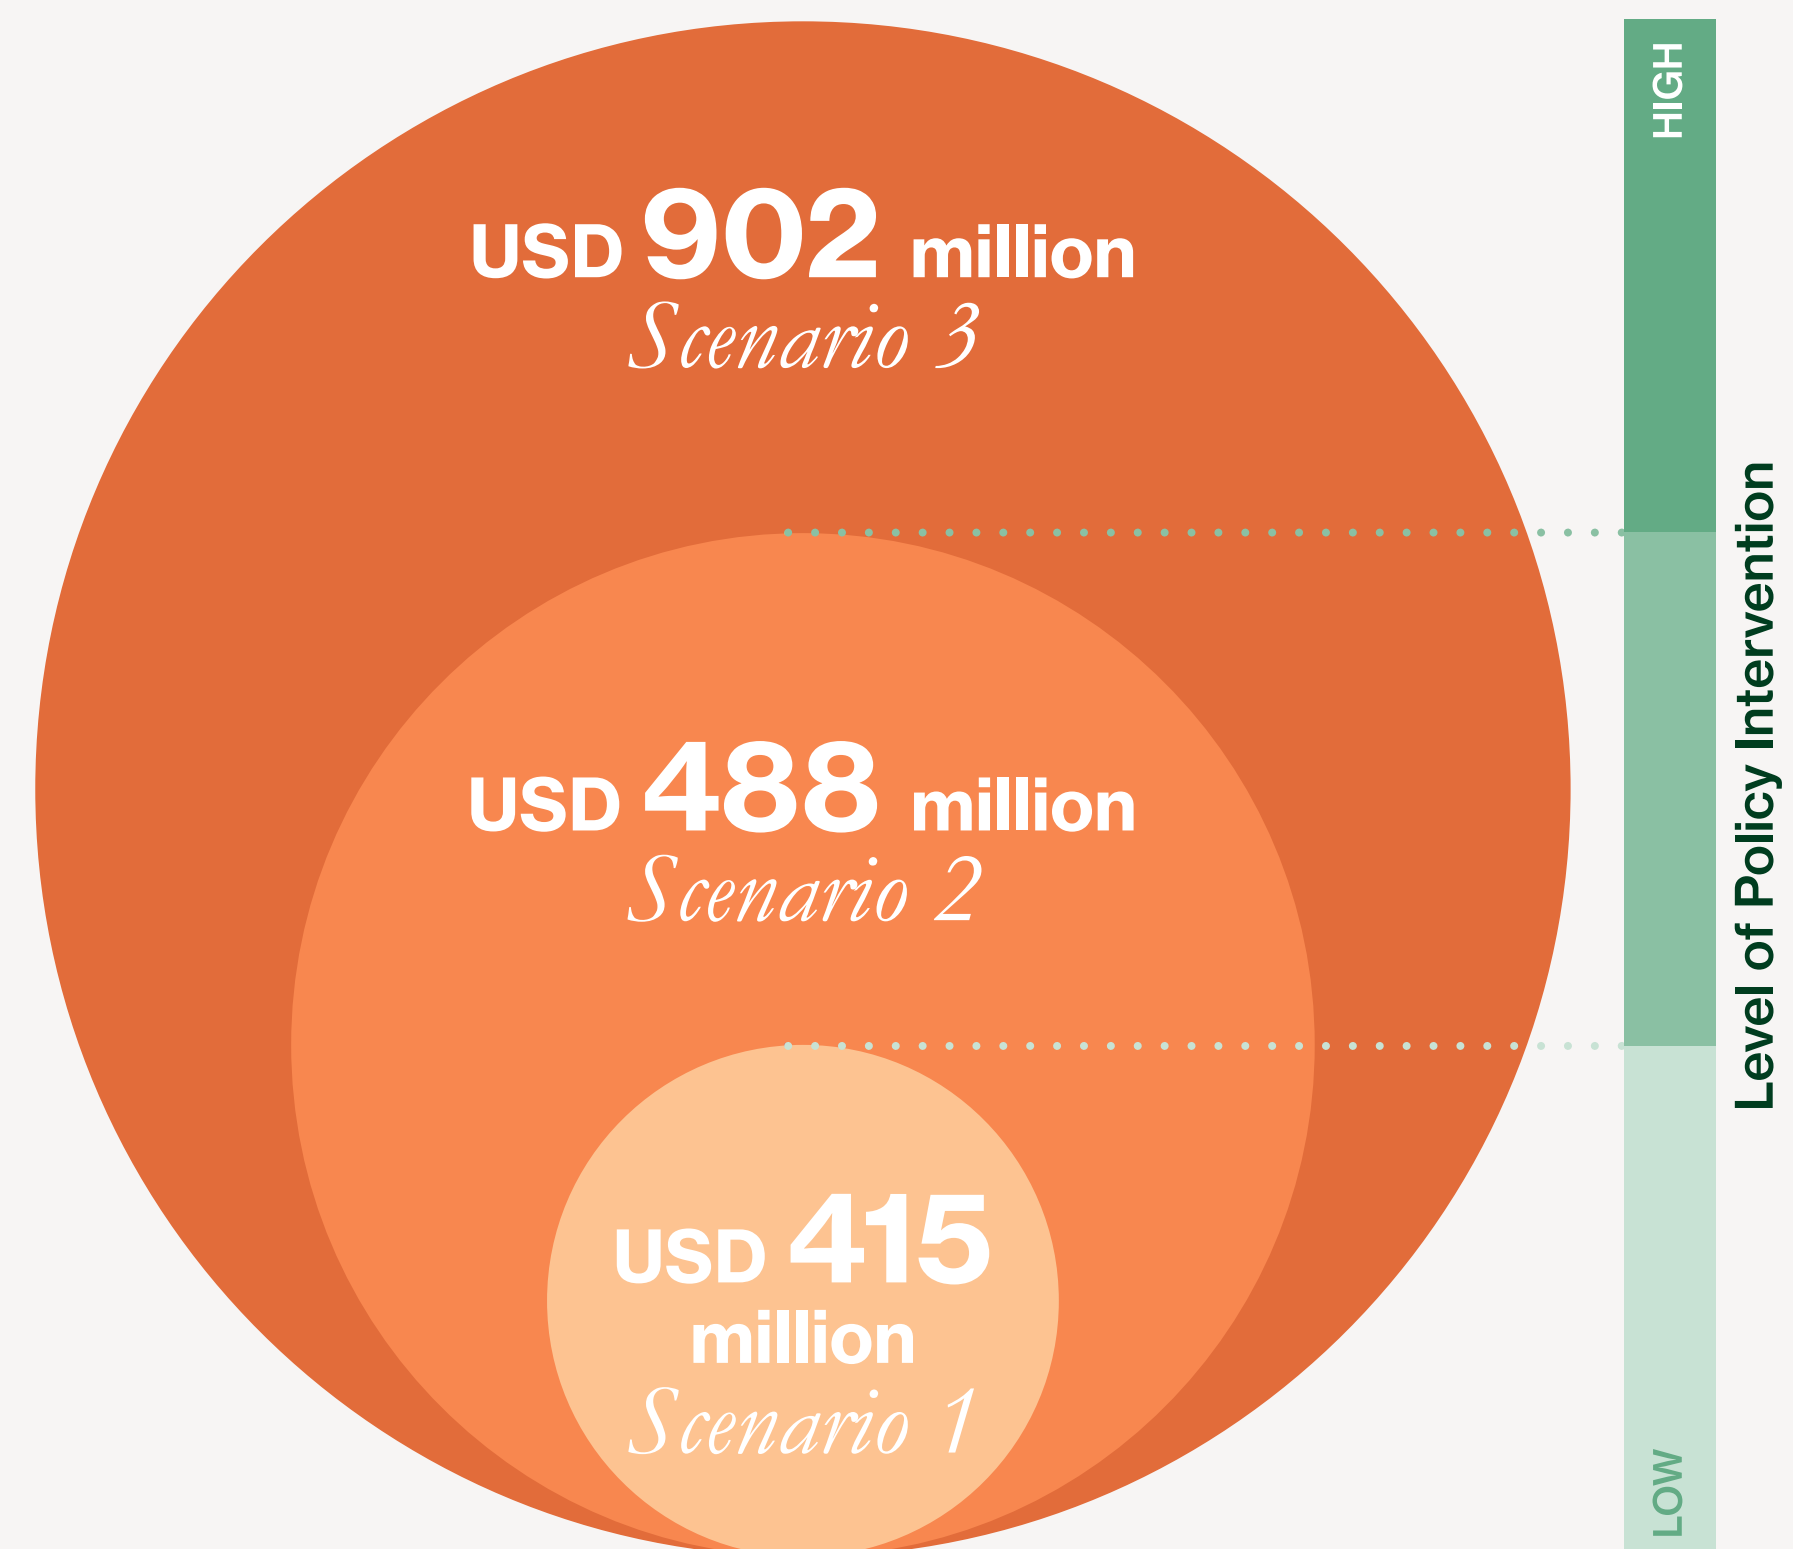 HIGH
USD 902 million
Scenario 3
Level of Policy Intervention
USD 488 million
Scenario 2
USD 415
million
Scenario 1
LOW